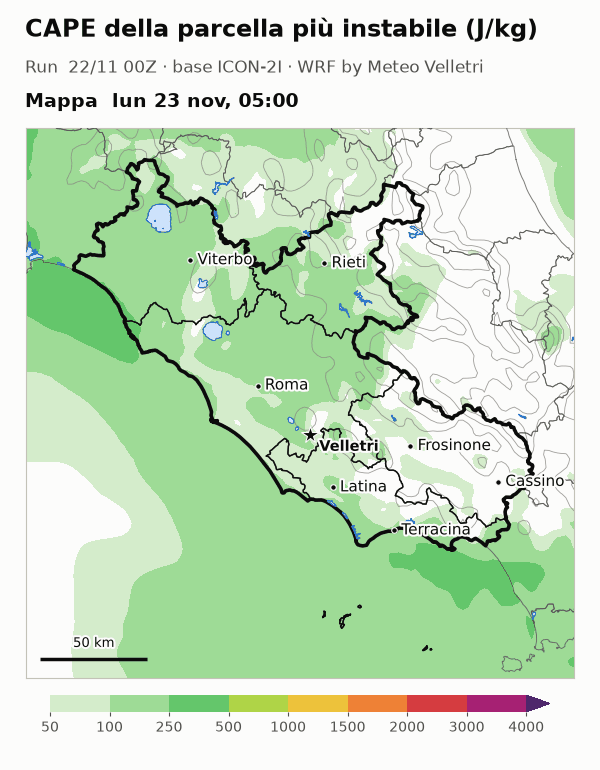 CAPE della parcella più instabile (J/kg)
Run  22/11 00Z · base ICON-2I · WRF by Meteo Velletri
Mappa  lun 23 nov, 05:00
Viterbo
Rieti
Roma
Velletri
Frosinone
Cassino
Latina
Terracina
50 km
50 100 250 500 1000 1500 2000 3000 4000